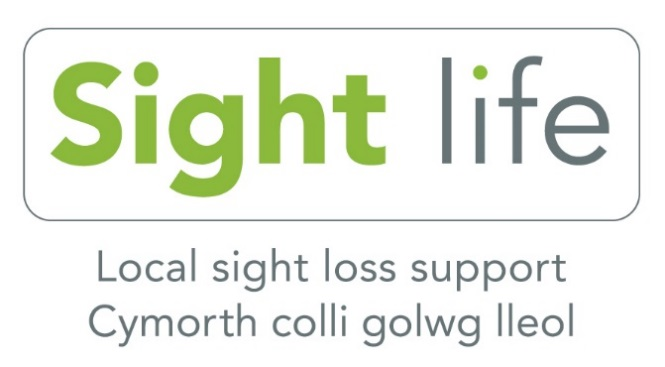 Sight life
Local sight loss support
Cymorth colli golwg lleol